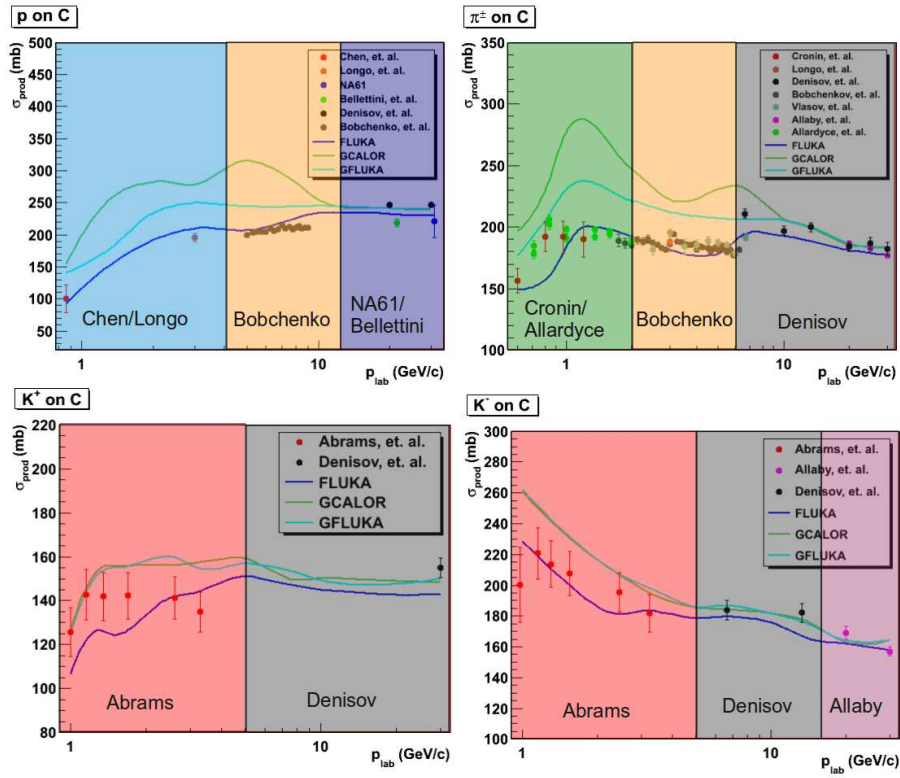 p on C
σprod (mb)
500
450
400
350
300
250
200
150
100
50
Chen, et. al.
Longo, et. al.
NA61
Bellettini, et. al.
Denisov, et. al.
Bobchenko, et. al.
FLUKA
GCALOR
GFLUKA
Chen/Longo
Bobchenko
NA61/
Bellettini
1
10
plab (GeV/c)
π± on C
σprod (mb)
350
300
250
200
150
100
Cronin, et. al.
Longo, et. al.
Denisov, et. al.
Bobchenkov, et. al.
Vlasov, et. al.
Allaby, et. al.
Allardyce, et. al.
FLUKA
GCALOR
GFLUKA
Cronin/
Allardyce
Bobchenko
Denisov
1
10
plab (GeV/c)
K+ on C
σprod (mb)
220
200
180
160
140
120
100
80
Abrams, et. al.
Denisov, et. al.
FLUKA
GCALOR
GFLUKA
Abrams
Denisov
1
10
plab (GeV/c)
K- on C
σprod (mb)
300
280
260
240
220
200
180
160
140
120
100
Abrams, et. al.
Allaby, et. al.
Denisov, et. al.
FLUKA
GCALOR
GFLUKA
Abrams
Denisov
Allaby
1
10
plab (GeV/c)